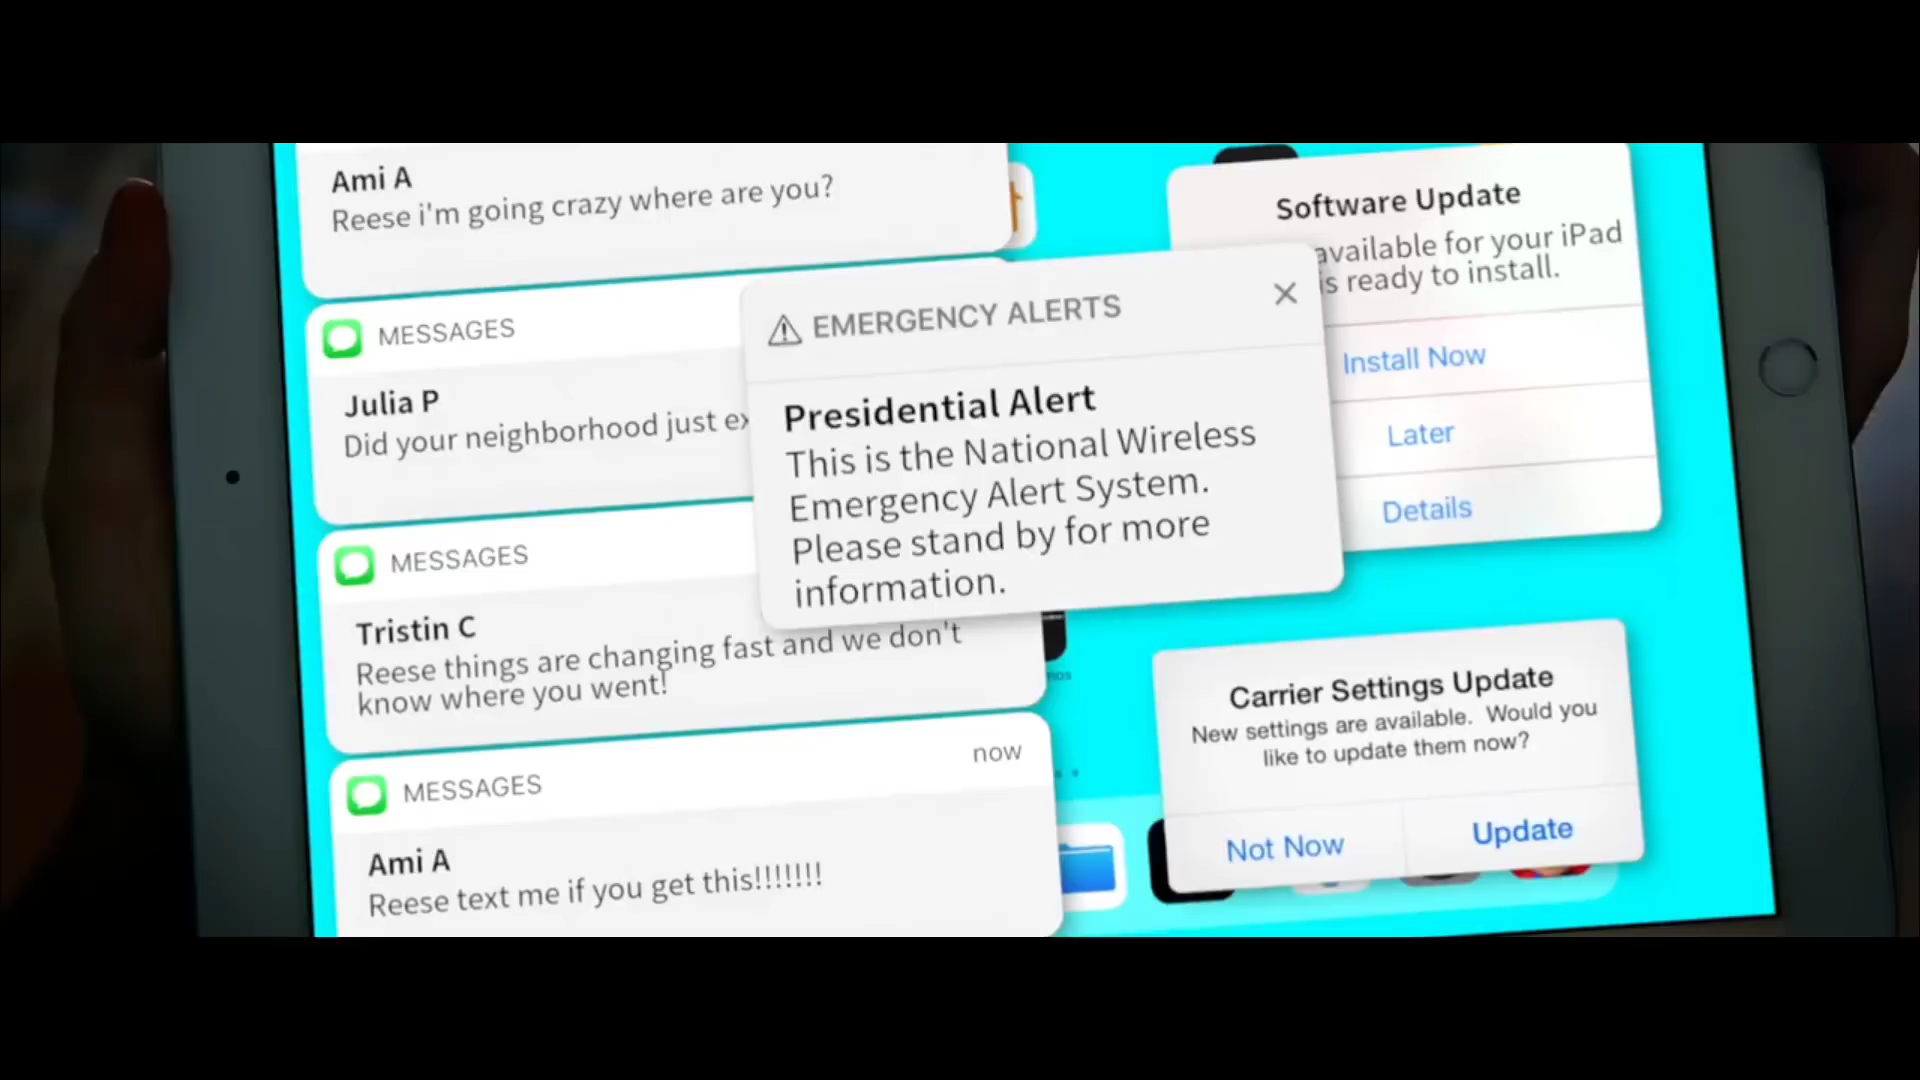 Ami A
Reese i'm going crazy where are you?
MESSAGES
Julia P
Did your neighborhood just
MESSAGES
Tristin C
Reese things are changing fast and we don't
know where you went!
MESSAGES
now
Ami A
Reese text me if you get this!!!!!!!
EMERGENCY ALERTS
Presidential Alert
This is the National Wireless
Emergency Alert System.
Please stand by for more
information.
Software Update
available for your iPad
is ready to install.
Install Now
Later
Details
Carrier Settings Update
New settings are available. Would you
like to update them now?
Not Now
Update